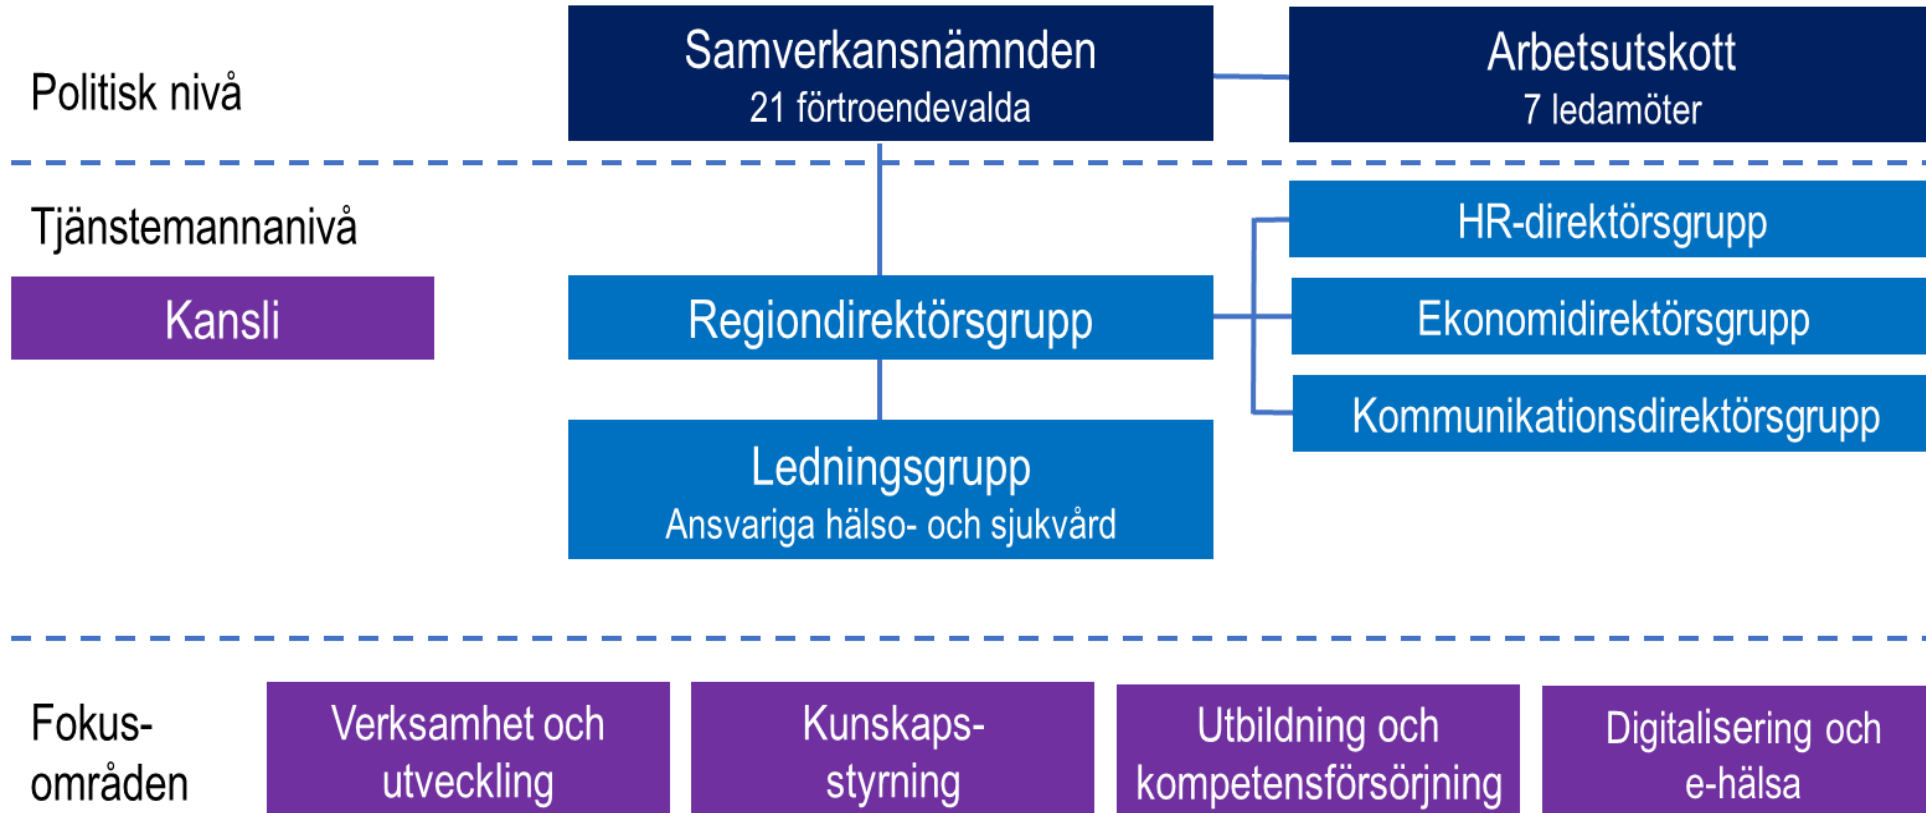 Politisk nivå
Samverkansnämnden
21 förtroendevalda
Arbetsutskott
7 ledamöter
Tjänstemannanivå
Kansli
Regiondirektörsgrupp
HR-direktörsgrupp
Ekonomidirektörsgrupp
Kommunikationsdirektörsgrupp
Ledningsgrupp
Ansvariga hälso- och sjukvård
Fokus-
områden
Verksamhet och
utveckling
Kunskaps-
styrning
Utbildning och
kompetensförsörjning
Digitalisering och
e-hälsa